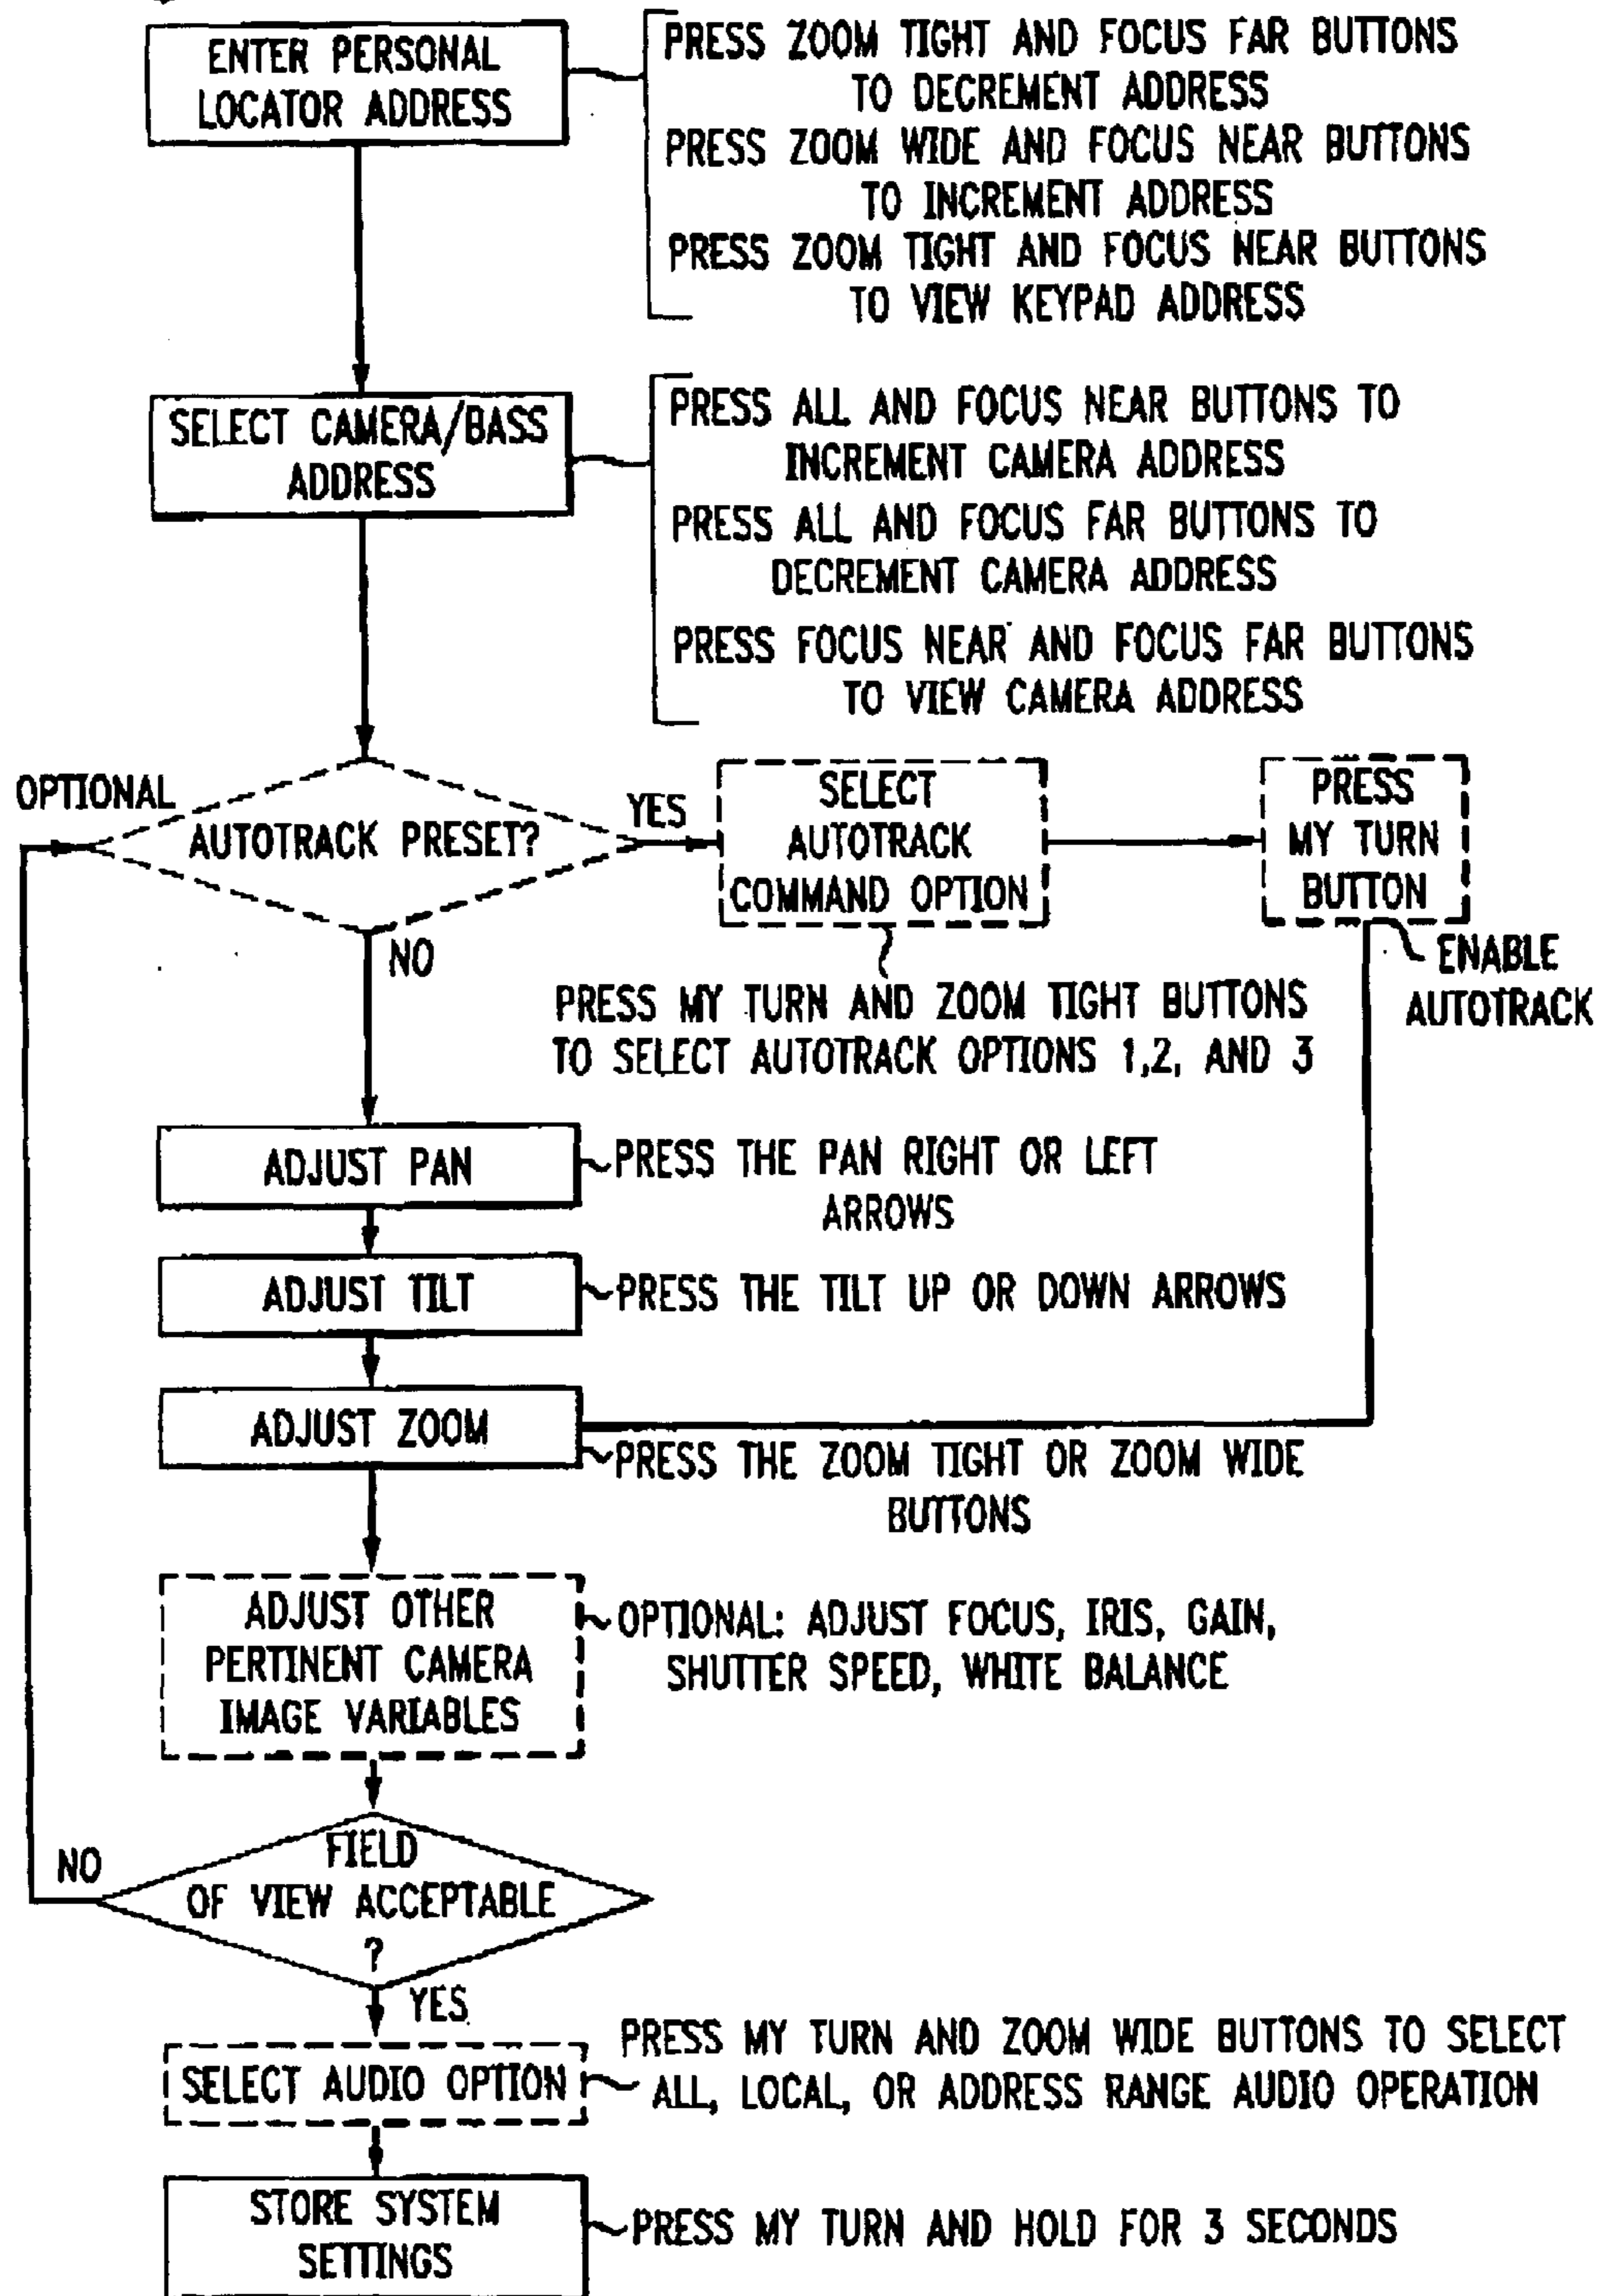 ENTER PERSONAL
LOCATOR ADDRESS
PRESS ZOOM TIGHT AND FOCUS FAR BUTTONS
TO DECREMENT ADDRESS
PRESS ZOOM WIDE AND FOCUS NEAR BUTTONS
TO INCREMENT ADDRESS
PRESS ZOOM TIGHT AND FOCUS NEAR BUTTONS
TO VIEW KEYPAD ADDRESS
SELECT CAMERA/BASS
ADDRESS
PRESS ALL AND FOCUS NEAR BUTTONS TO
INCREMENT CAMERA ADDRESS
PRESS ALL AND FOCUS FAR BUTTONS TO
DECREMENT CAMERA ADDRESS
PRESS FOCUS NEAR AND FOCUS FAR BUTTONS
TO VIEW CAMERA ADDRESS
OPTIONAL
AUTOTRACK PRESET?
YES
SELECT
AUTOTRACK
COMMAND OPTION
PRESS
MY TURN
BUTTON
NO
ENABLE
AUTOTRACK
PRESS MY TURN AND ZOOM TIGHT BUTTONS
TO SELECT AUTOTRACK OPTIONS 1,2, AND 3
ADJUST PAN
PRESS THE PAN RIGHT OR LEFT
ARROWS
ADJUST TILT
PRESS THE TILT UP OR DOWN ARROWS
ADJUST ZOOM
PRESS THE ZOOM TIGHT OR ZOOM WIDE
BUTTONS
ADJUST OTHER
PERTINENT CAMERA
IMAGE VARIABLES
OPTIONAL: ADJUST FOCUS, IRIS, GAIN,
SHUTTER SPEED, WHITE BALANCE
NO
FIELD
OF VIEW ACCEPTABLE
?
YES
SELECT AUDIO OPTION
PRESS MY TURN AND ZOOM WIDE BUTTONS TO SELECT
ALL, LOCAL, OR ADDRESS RANGE AUDIO OPERATION
STORE SYSTEM
SETTINGS
PRESS MY TURN AND HOLD FOR 3 SECONDS